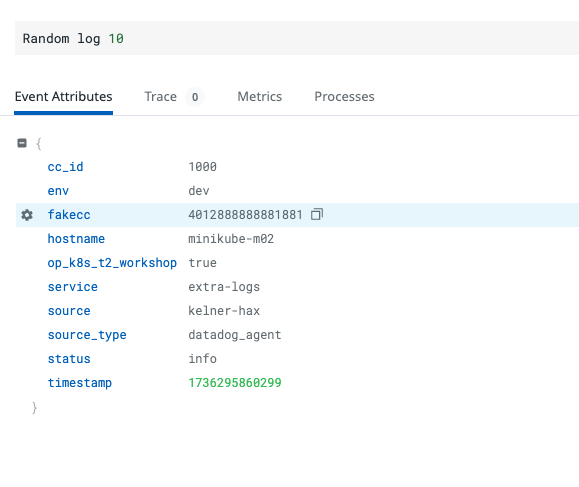 Random log 10
Event Attributes Trace 0 Metrics Processes
{
cc_id 1000
env dev
fakecc 4012888888881881
hostname minikube-m02
op_k8s_t2_workshop true
service extra-logs
source kelner-hax
source_type datadog_agent
status info
timestamp 1736295860299
}